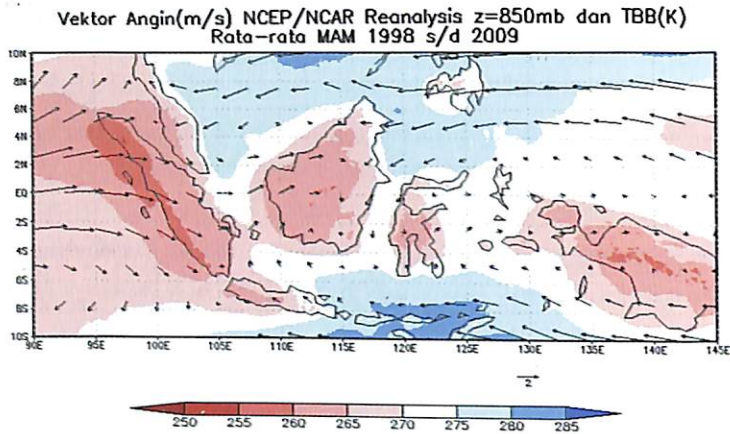 Vektor Angin(m/s) NCEP/NCAR Reanalysis z=850mb dan TBB(K)
Rata-rata MAM 1998 s/d 2009
10N
8N
6N
4N
2N
EQ
2S
4S
6S
8S
10S
90E 95E 100E 105E 110E 115E 120E 125E 130E 135E 140E 145E
2
250 255 260 265 270 275 280 285